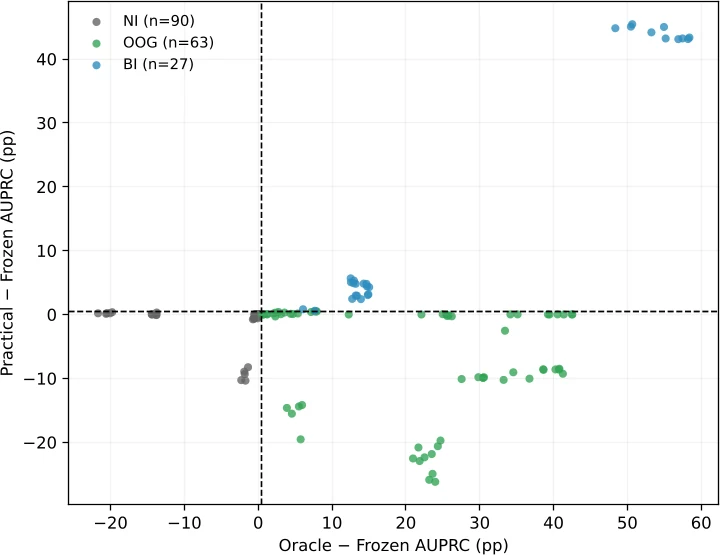 NI (n=90)
OOG (n=63)
BI (n=27)
Practical − Frozen AUPRC (pp)
40
30
20
10
0
−10
−20
−20 −10 0 10 20 30 40 50 60
Oracle − Frozen AUPRC (pp)